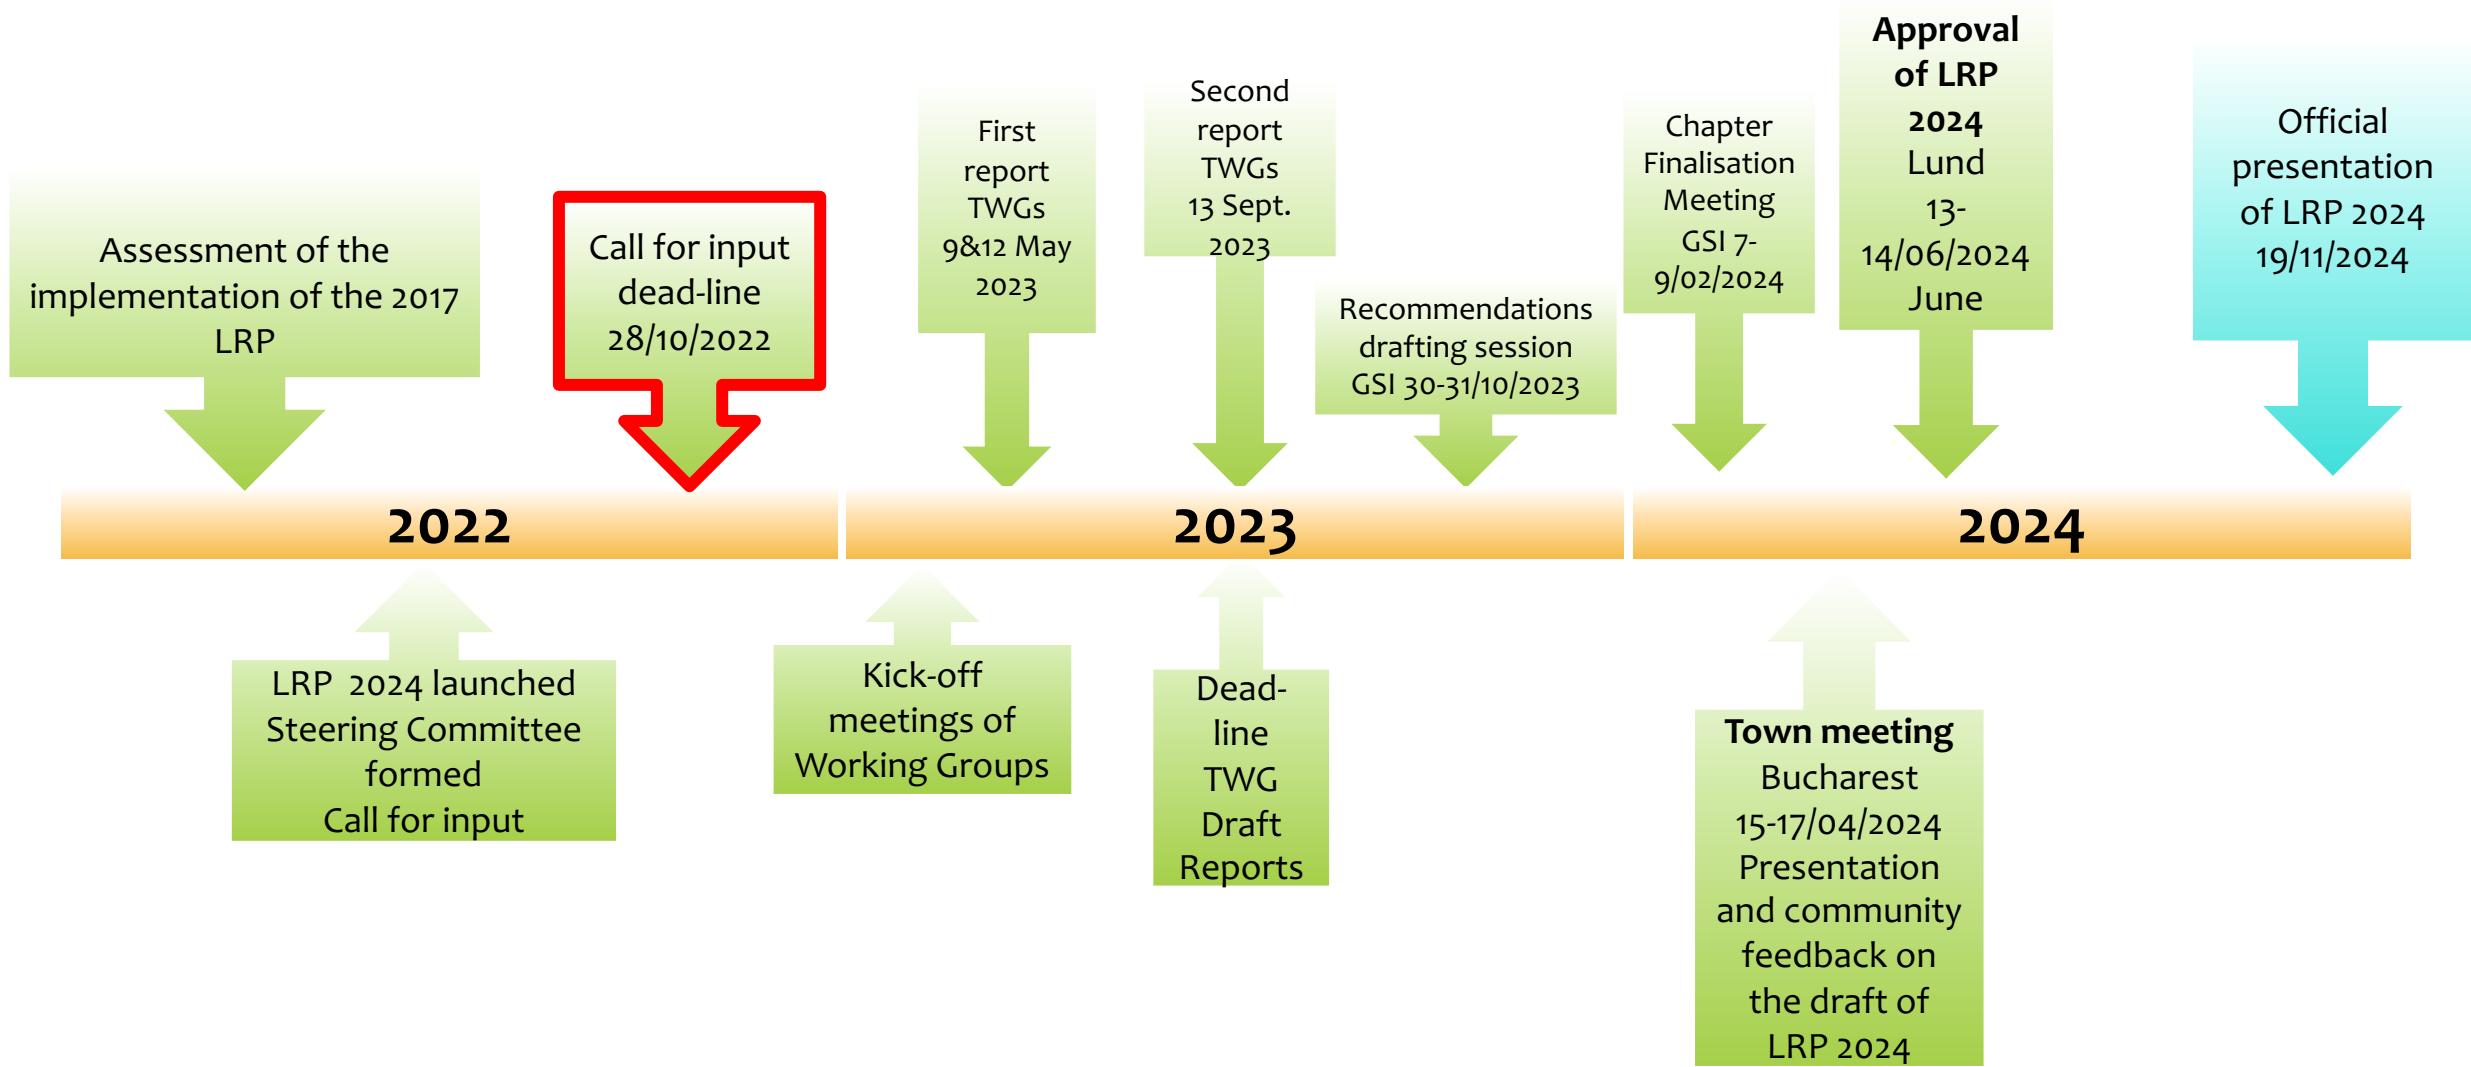 Assessment of the
implementation of the 2017
LRP
Call for input
dead-line
28/10/2022
First
report
TWGs
9&12 May
2023
Second
report
TWGs
13 Sept.
2023
Recommendations
drafting session
GSI 30-31/10/2023
Chapter
Finalisation
Meeting
GSI 7-
9/02/2024
Approval
of LRP
2024
Lund
13-
14/06/2024
June
Official
presentation
of LRP 2024
19/11/2024
2022
2023
2024
LRP 2024 launched
Steering Committee
formed
Call for input
Kick-off
meetings of
Working Groups
Dead-
line
TWG
Draft
Reports
Town meeting
Bucharest
15-17/04/2024
Presentation
and community
feedback on
the draft of
LRP 2024